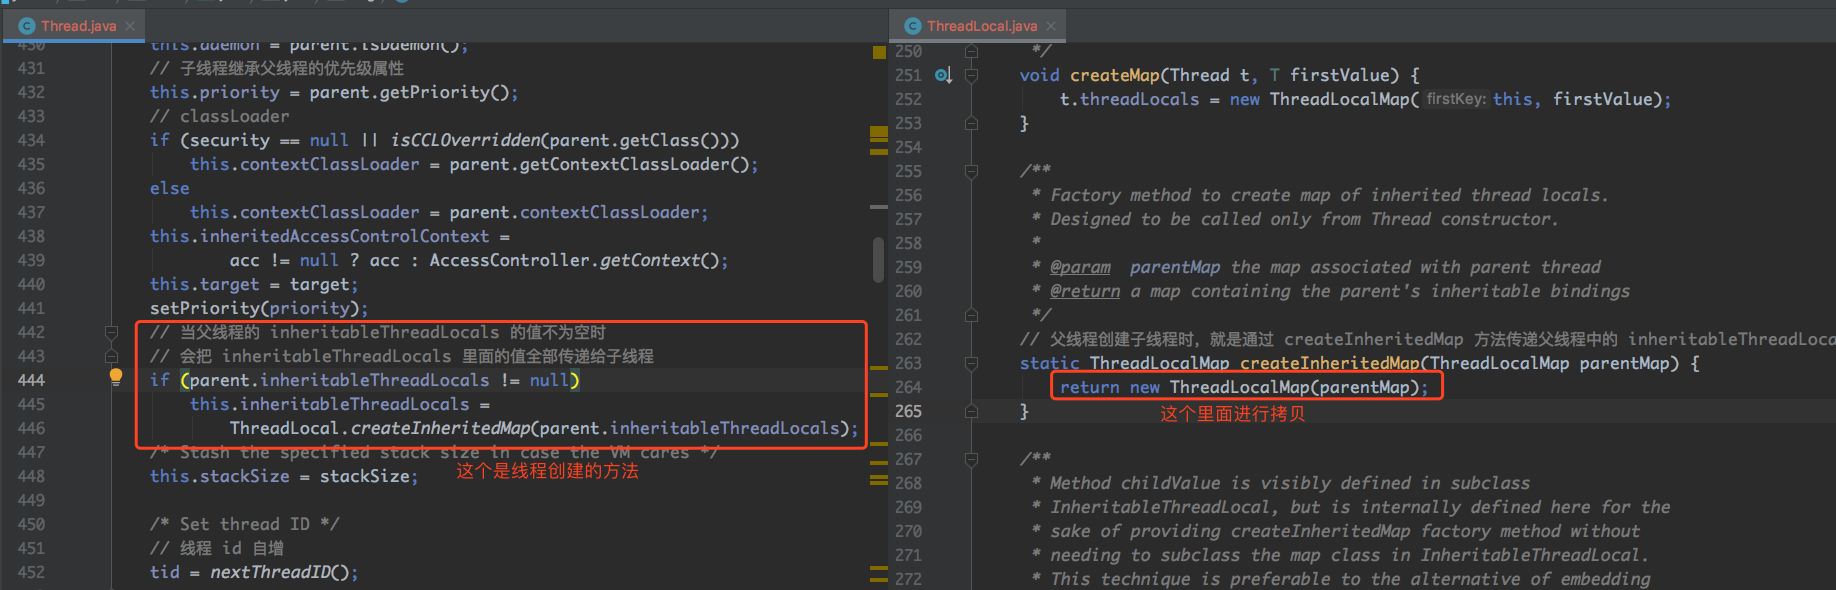 Thread.java
430 this.daemon = parent.isDaemon();
431 // 子线程继承父线程的优先级属性
432 this.priority = parent.getPriority();
433 // classLoader
434 if (security == null || isCCLOverridden(parent.getClass()))
435 this.contextClassLoader = parent.getContextClassLoader();
436 else
437 this.contextClassLoader = parent.contextClassLoader;
438 this.inheritedAccessControlContext =
439 acc != null ? acc : AccessController.getContext();
440 this.target = target;
441 setPriority(priority);
442 // 当父线程的 inheritableThreadLocals 的值不为空时
443 // 会把 inheritableThreadLocals 里面的值全部传递给子线程
444 if (parent.inheritableThreadLocals != null)
445 this.inheritableThreadLocals =
446 ThreadLocal.createInheritedMap(parent.inheritableThreadLocals);
447 /* Stash the specified stack size in case the VM cares */
448 this.stackSize = stackSize;
这个是线程创建的方法
449
450 /* Set thread ID */
451 // 线程 id 自增
452 tid = nextThreadID();
ThreadLocal.java
250 */
251 void createMap(Thread t, T firstValue) {
252 t.threadLocals = new ThreadLocalMap( firstKey: this, firstValue);
253 }
254
255 /**
256 * Factory method to create map of inherited thread locals.
257 * Designed to be called only from Thread constructor.
258 *
259 * @param parentMap the map associated with parent thread
260 * @return a map containing the parent's inheritable bindings
261 */
262 // 父线程创建子线程时，就是通过 createInheritedMap 方法传递父线程中的 inheritableThreadLoca
263 static ThreadLocalMap createInheritedMap(ThreadLocalMap parentMap) {
264 return new ThreadLocalMap(parentMap);
265 }
这个里面进行拷贝
266
267 /**
268 * Method childValue is visibly defined in subclass
269 * InheritableThreadLocal, but is internally defined here for the
270 * sake of providing createInheritedMap factory method without
271 * needing to subclass the map class in InheritableThreadLocal.
272 * This technique is preferable to the alternative of embedding